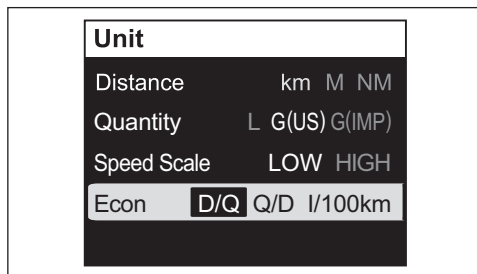 Unit
Distance km M NM
Quantity L G(US) G(IMP)
Speed Scale LOW HIGH
Econ D/Q Q/D l/100km